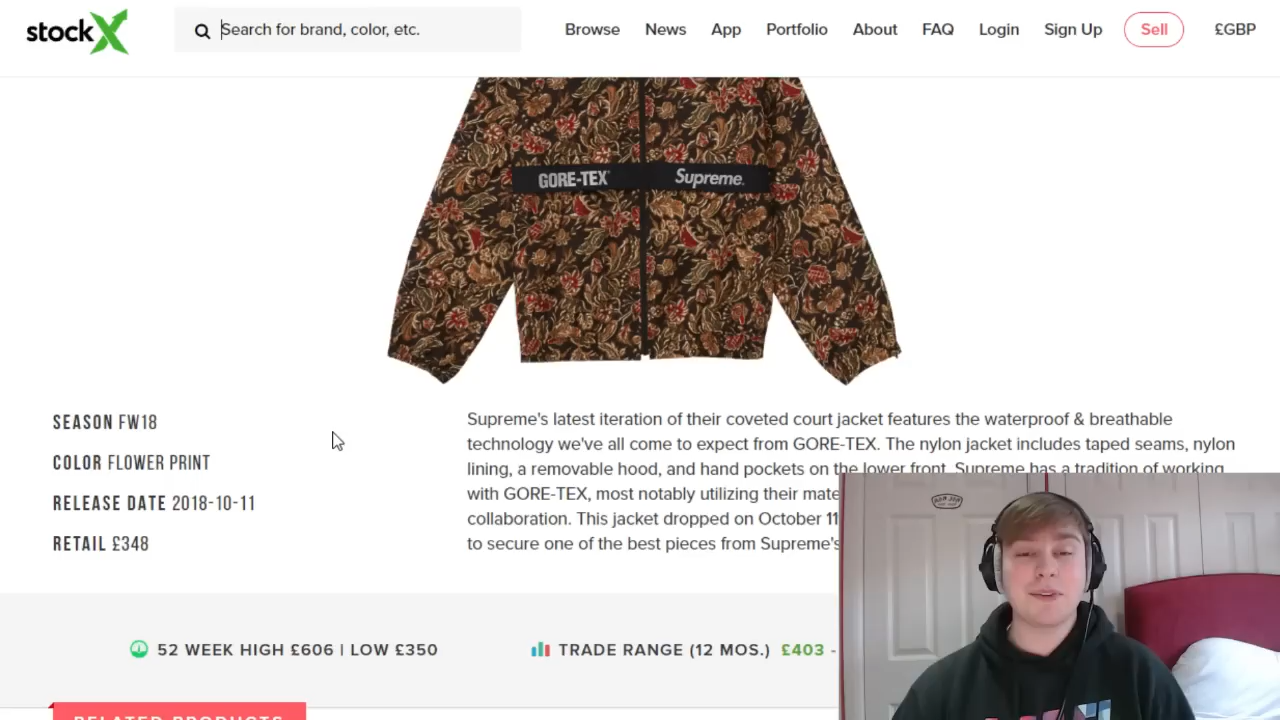 stockX
Search for brand, color, etc.
Browse News App Portfolio About FAQ Login Sign Up Sell £GBP
GORE-TEX Supreme.
SEASON FW18
COLOR FLOWER PRINT
RELEASE DATE 2018-10-11
RETAIL £348
Supreme's latest iteration of their coveted court jacket features the waterproof & breathable
technology we've all come to expect from GORE-TEX. The nylon jacket includes taped seams, nylon
lining, a removable hood, and hand pockets on the lower front. Supreme has a tradition of working
with GORE-TEX, most notably utilizing their mate
collaboration. This jacket dropped on October 11
to secure one of the best pieces from Supreme's
52 WEEK HIGH £606 | LOW £350
TRADE RANGE (12 MOS.) £403 -
RELATED PRODUCTS